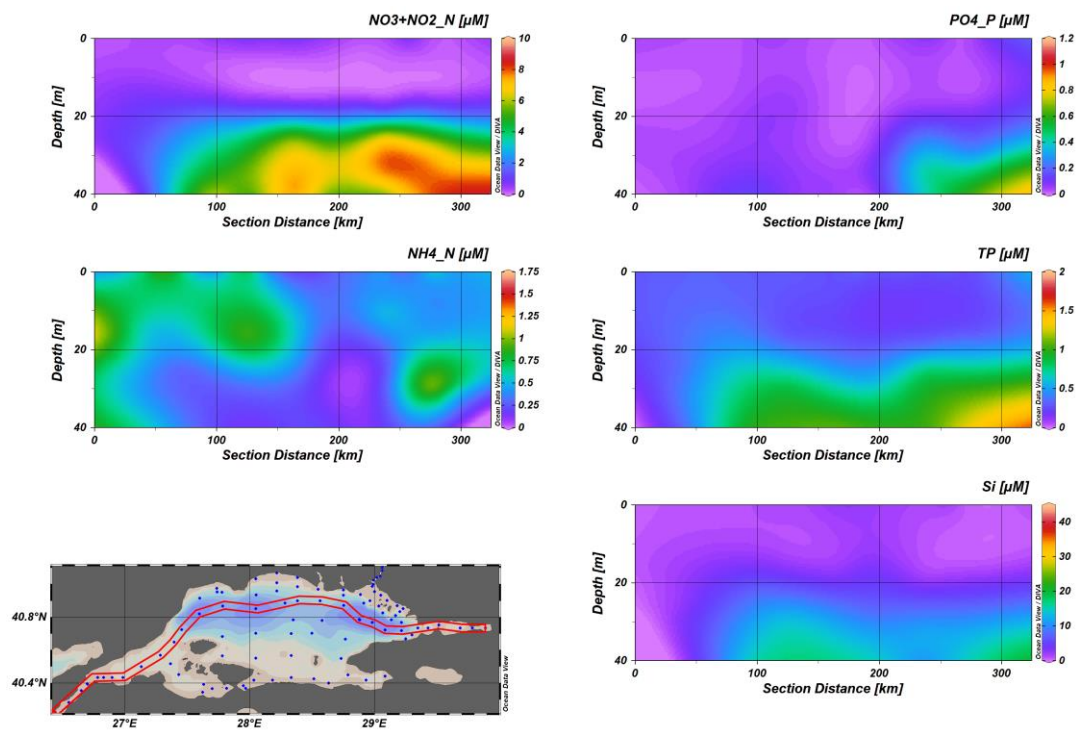 NO3+NO2_N [µM]
Depth [m]
0
20
40
0
100
200
300
Section Distance [km]
10
8
6
4
2
0
Ocean Data View / DIVA
PO4_P [µM]
Depth [m]
0
20
40
0
100
200
300
Section Distance [km]
1.2
1
0.8
0.6
0.4
0.2
0
Ocean Data View / DIVA
NH4_N [µM]
Depth [m]
0
20
40
0
100
200
300
Section Distance [km]
1.75
1.5
1.25
1
0.75
0.5
0.25
0
Ocean Data View / DIVA
TP [µM]
Depth [m]
0
20
40
0
100
200
300
Section Distance [km]
2
1.5
1
0.5
0
Ocean Data View / DIVA
40.8°N
40.4°N
27°E
28°E
29°E
Ocean Data View
Si [µM]
Depth [m]
0
20
40
0
100
200
300
Section Distance [km]
40
30
20
10
0
Ocean Data View / DIVA